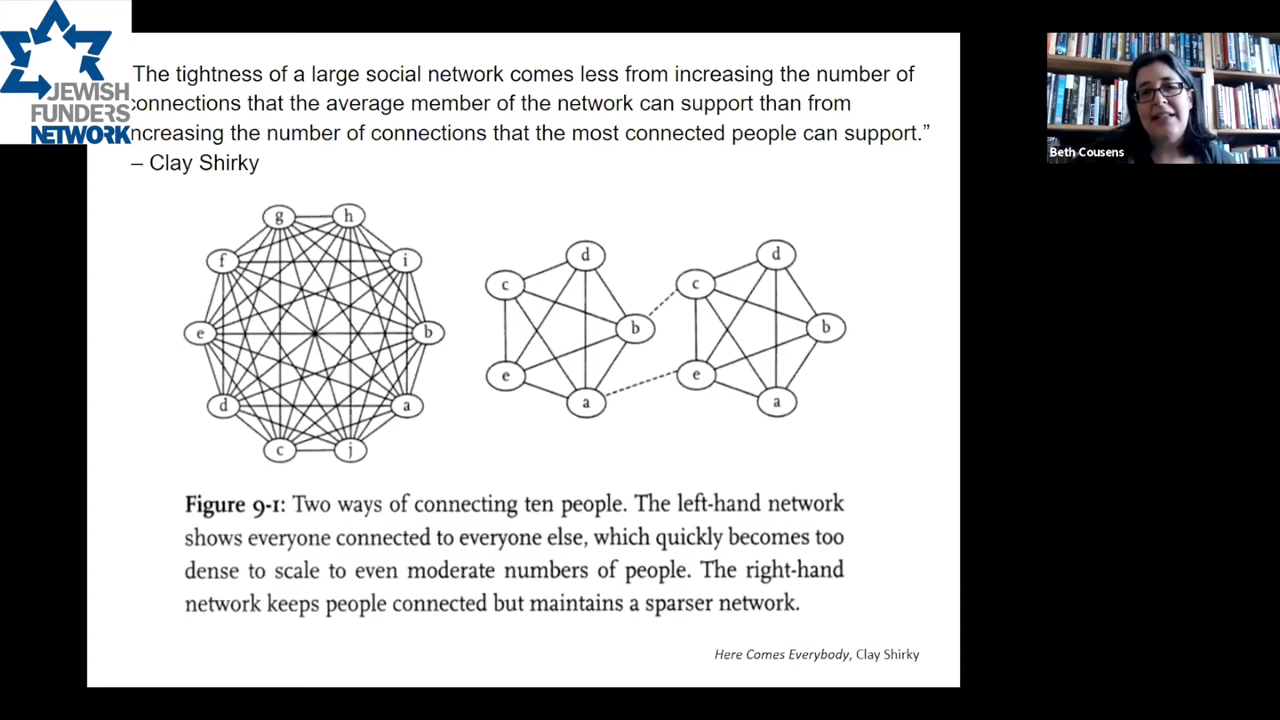 JEWISH
FUNDERS
NETWORK
The tightness of a large social network comes less from increasing the number of
connections that the average member of the network can support than from
increasing the number of connections that the most connected people can support.”
– Clay Shirky
Beth Cousens
g h
f i
e b
d a
c j
d
c
b
e
a
d
c
b
e
a
Figure 9-1: Two ways of connecting ten people. The left-hand network
shows everyone connected to everyone else, which quickly becomes too
dense to scale to even moderate numbers of people. The right-hand
network keeps people connected but maintains a sparser network.
Here Comes Everybody, Clay Shirky